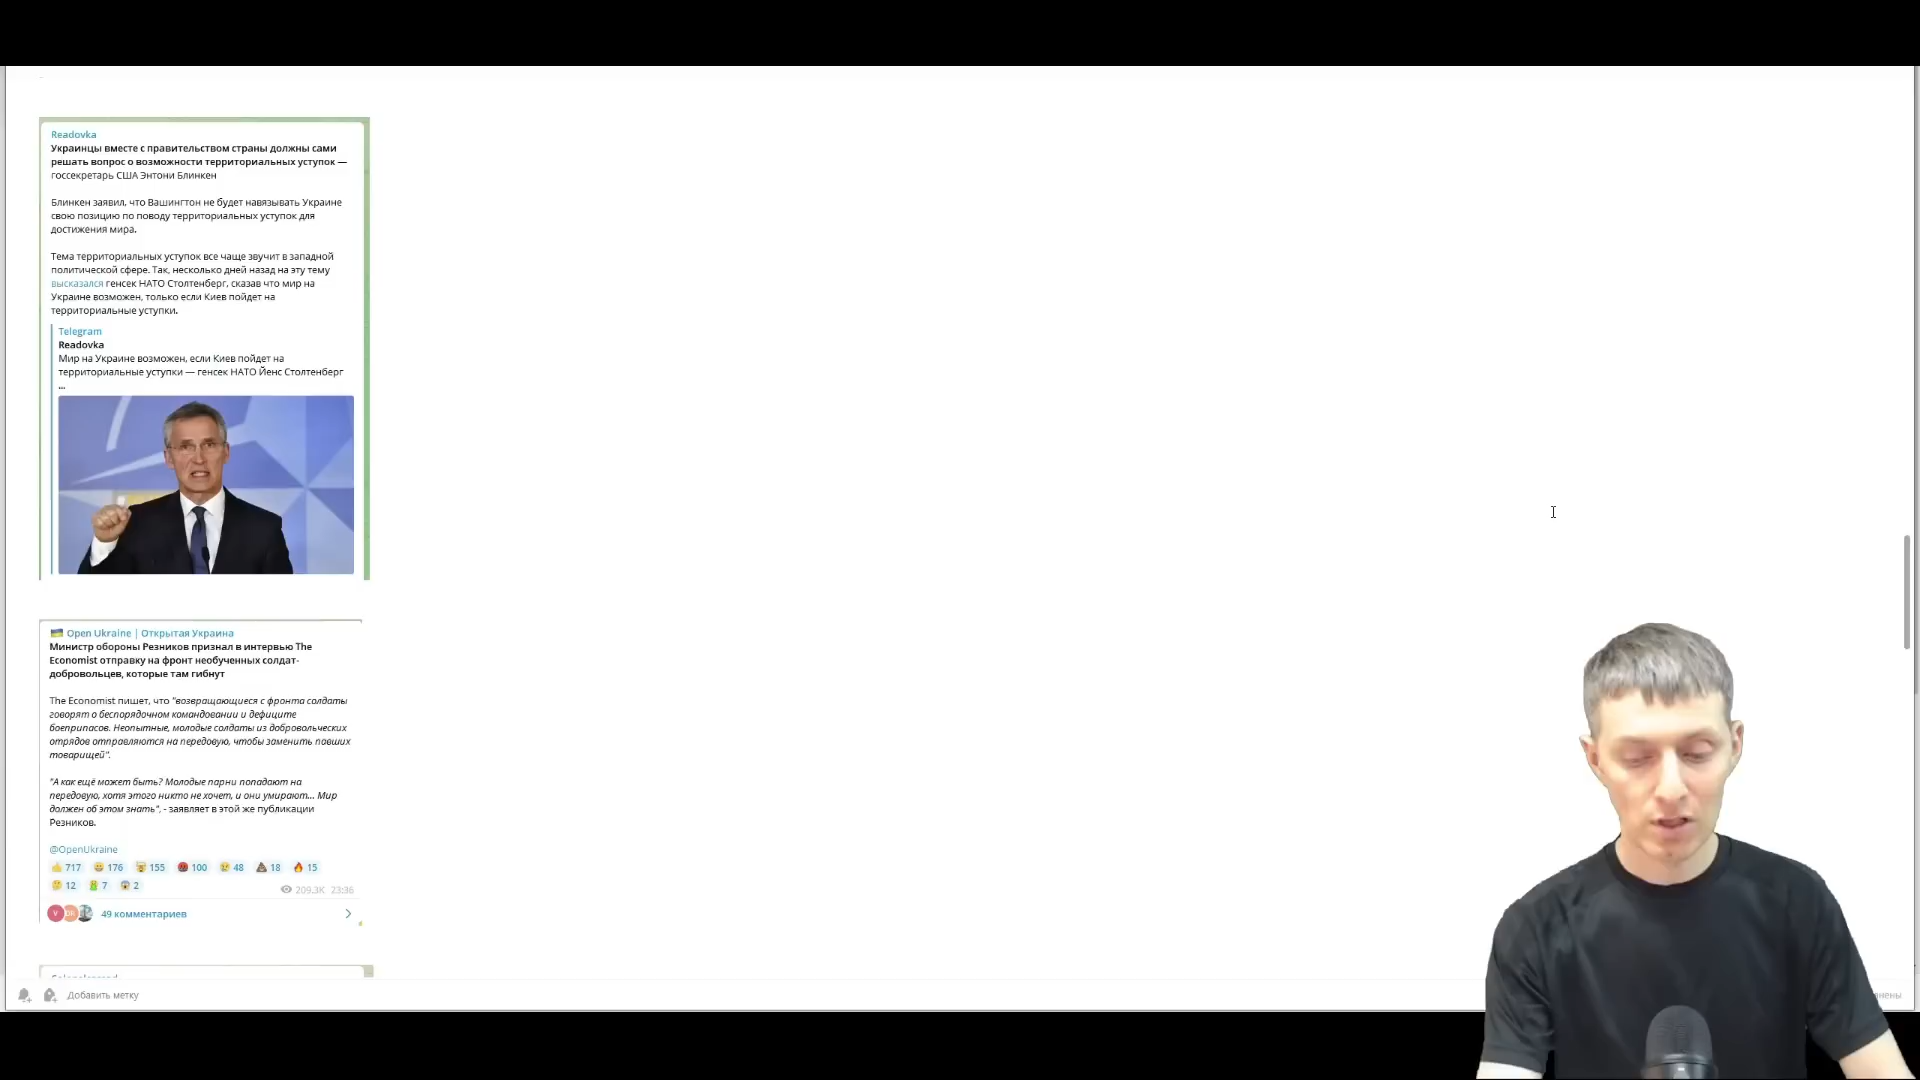 Readovka
Украинцы вместе с правительством страны должны сами
решать вопрос о возможности территориальных уступок —
госсекретарь США Энтони Блинкен
Блинкен заявил, что Вашингтон не будет навязывать Украине
свою позицию по поводу территориальных уступок для
достижения мира.
Тема территориальных уступок все чаще звучит в западной
политической сфере. Так, несколько дней назад на эту тему
высказался генсек НАТО Столтенберг, сказав что мир на
Украине возможен, только если Киев пойдет на
территориальные уступки.
Telegram
Readovka
Мир на Украине возможен, если Киев пойдет на
территориальные уступки — генсек НАТО Йенс Столтенберг
...
Open Ukraine | Открытая Украина
Министр обороны Резников признал в интервью The
Economist отправку на фронт необученных солдат-
добровольцев, которые там гибнут
The Economist пишет, что "возвращающиеся с фронта солдаты
говорят о беспорядочном командовании и дефиците
боеприпасов. Неопытные, молодые солдаты из добровольческих
отрядов отправляются на передовую, чтобы заменить павших
товарищей".
"А как ещё может быть? Молодые парни попадают на
передовую, хотя этого никто не хочет, и они умирают... Мир
должен об этом знать", - заявляет в этой же публикации
Резников.
@OpenUkraine
717 176 155 100 48 18 15
12 7 2
209.3K 23:36
49 комментариев
Добавить метку